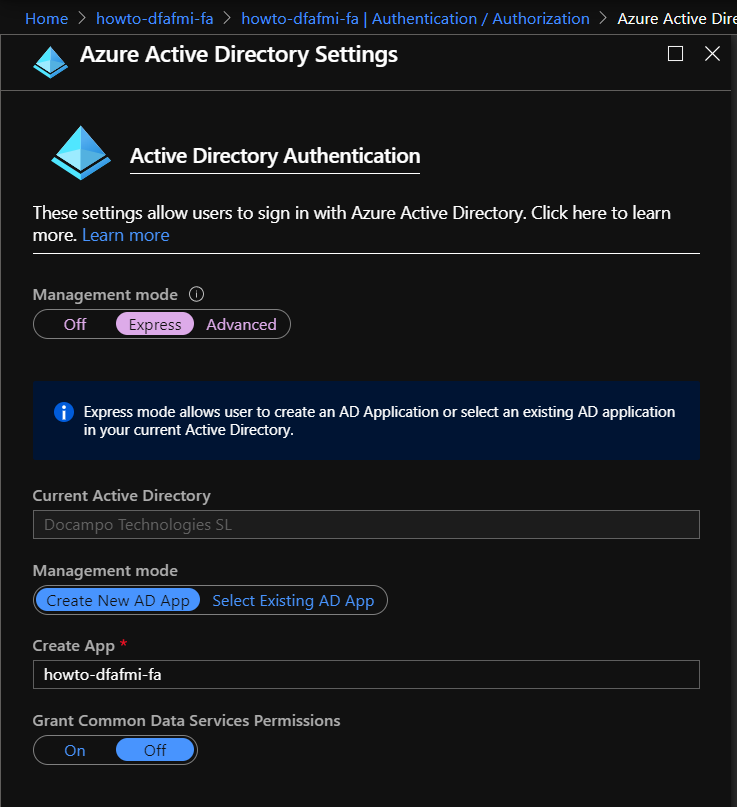 Home > howto-dfafmi-fa > howto-dfafmi-fa | Authentication / Authorization > Azure Active Dire
Azure Active Directory Settings
Active Directory Authentication
These settings allow users to sign in with Azure Active Directory. Click here to learn
more. Learn more
Management mode
Off Express Advanced
Express mode allows user to create an AD Application or select an existing AD application
in your current Active Directory.
Current Active Directory
Docampo Technologies SL
Management mode
Create New AD App Select Existing AD App
Create App *
howto-dfafmi-fa
Grant Common Data Services Permissions
On Off